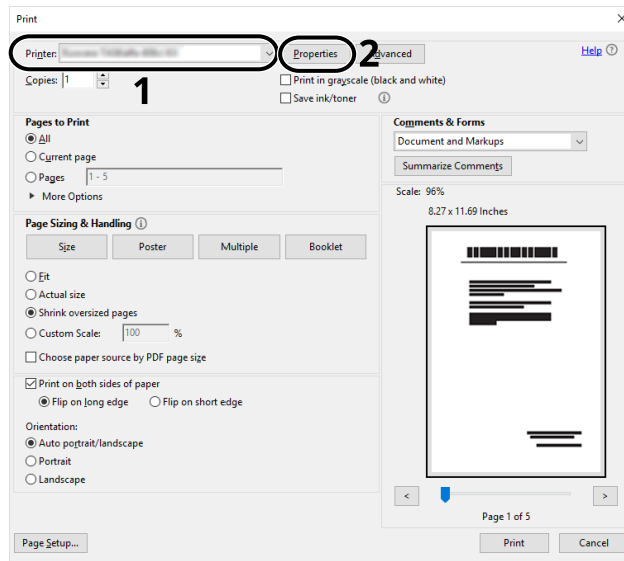 Print
Printer:
Properties
2
Advanced
Help
Copies: 1
1
Print in grayscale (black and white)
Save ink/toner
Pages to Print
All
Current page
Pages 1 - 5
More Options
Comments & Forms
Document and Markups
Summarize Comments
Scale: 96%
8.27 x 11.69 Inches
Page Sizing & Handling
Size Poster Multiple Booklet
Fit
Actual size
Shrink oversized pages
Custom Scale: 100 %
Choose paper source by PDF page size
Print on both sides of paper
Flip on long edge Flip on short edge
Orientation:
Auto portrait/landscape
Portrait
Landscape
< >
Page 1 of 5
Page Setup... Print Cancel